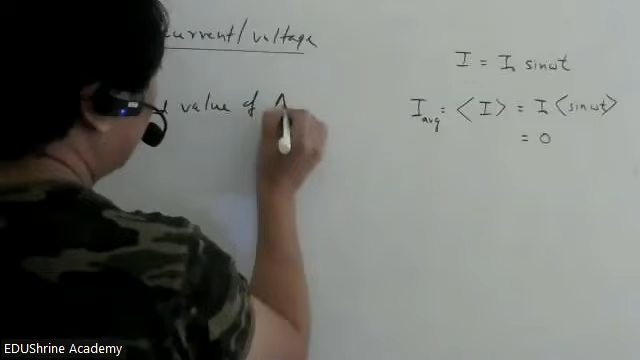 current/voltage
value of A
I = I₀ sinωt
I_avg = <I> = I₀ <sinωt>
= 0
EDUShrine Academy